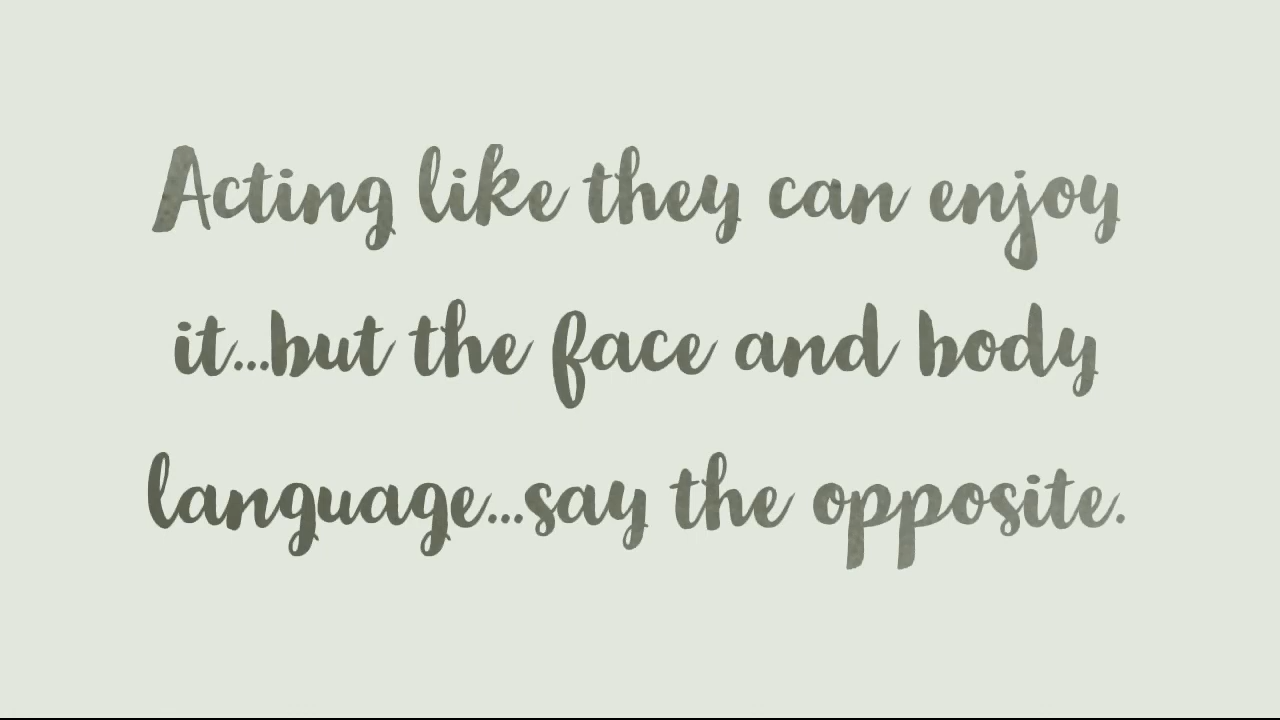 Acting like they can enjoy
it...but the face and body
language...say the opposite.